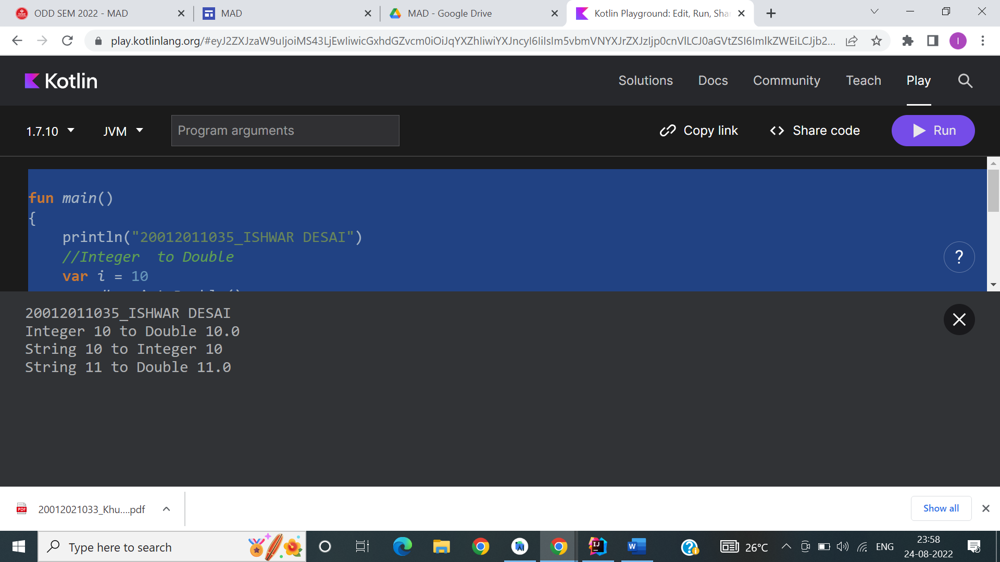 ODD SEM 2022 - MAD
MAD
MAD - Google Drive
Kotlin Playground: Edit, Run, Sha
play.kotlinlang.org/#eyJ2ZXJzaW9uIjoiMS43LjEwIiwicGxhdGZvcm0iOiJqYXZhIiwiYXJncyI6IiIsIm5vbmVNYXJrZXJzIjp0cnVlLCJ0aGVtZSI6ImlkZWEiLCJjb2...
I
Kotlin
Solutions
Docs
Community
Teach
Play
1.7.10
JVM
Program arguments
Copy link
<> Share code
Run
fun main()
{
println("20012011035_ISHWAR DESAI")
//Integer  to Double
var i = 10
?
20012011035_ISHWAR DESAI
Integer 10 to Double 10.0
String 10 to Integer 10
String 11 to Double 11.0
PDF
20012021033_Khu....pdf
Show all
Type here to search
IJ
W
26°C
ENG
23:58
24-08-2022